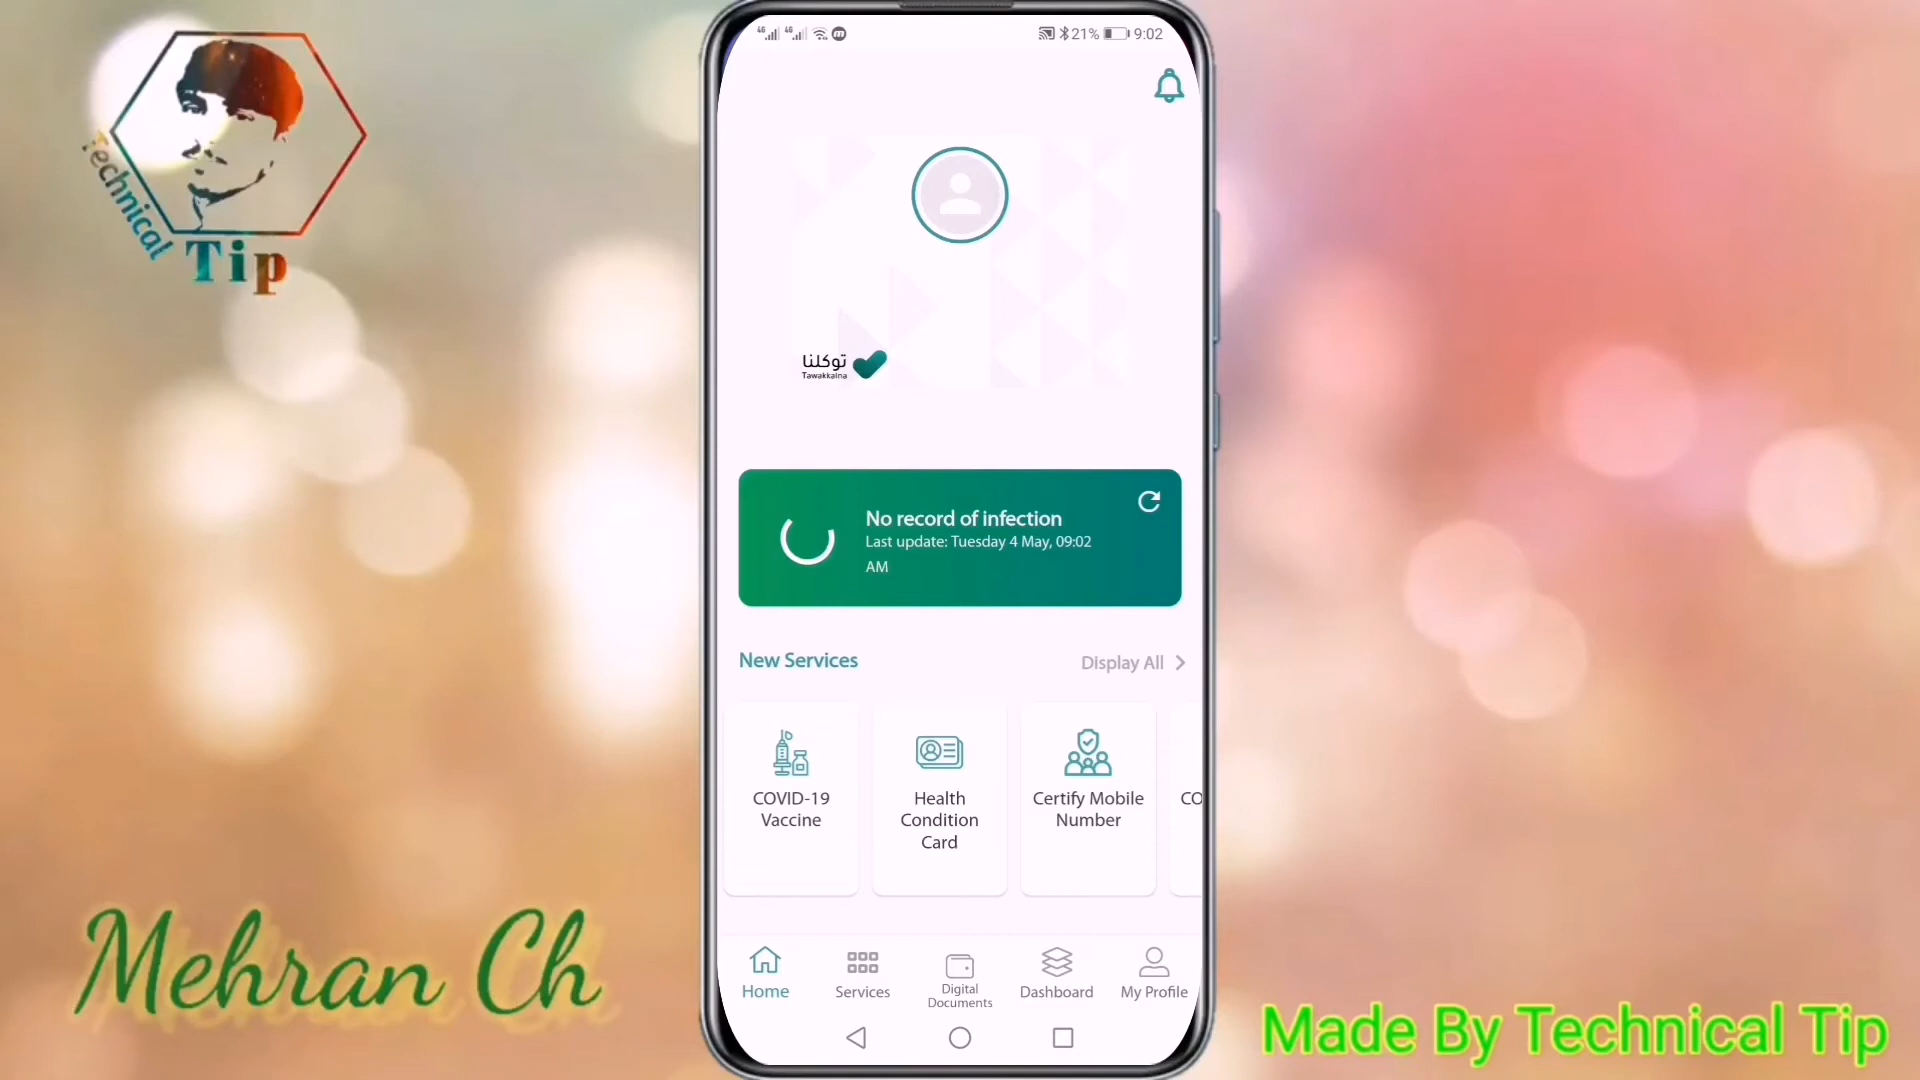 Technical
Tip
4G 4G 21% 9:02
توكلنا
Tawakkalna
No record of infection
Last update: Tuesday 4 May, 09:02
AM
New Services
Display All
COVID-19
Vaccine
Health
Condition
Card
Certify Mobile
Number
CO
Home
Services
Digital
Documents
Dashboard
My Profile
Mehran Ch
Made By Technical Tip